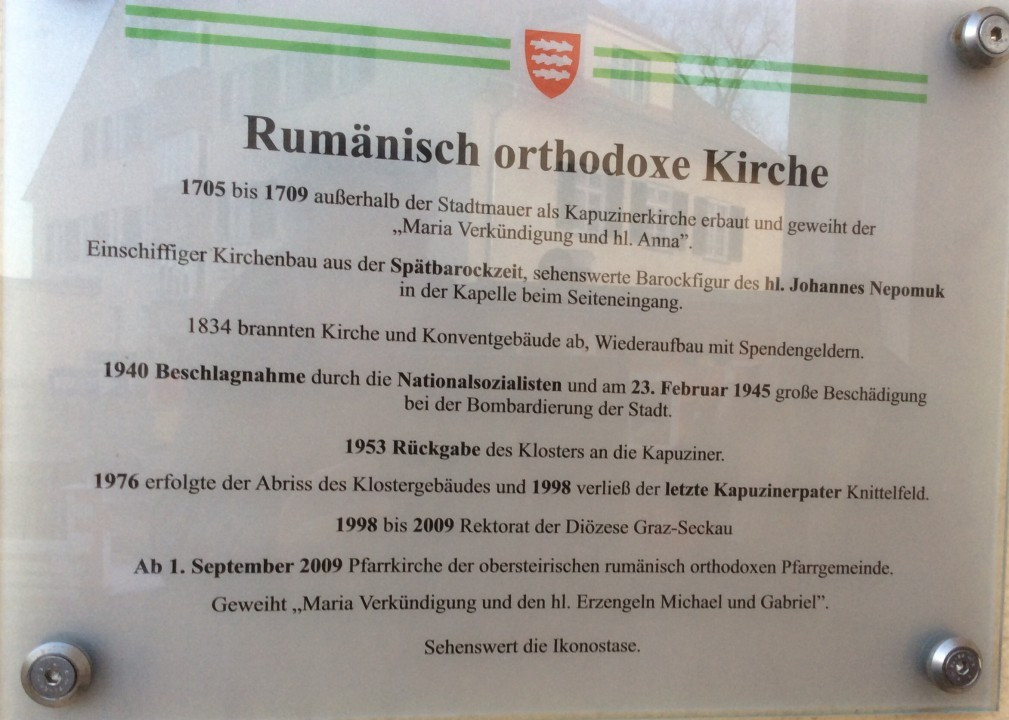 Rumänisch orthodoxe Kirche
1705 bis 1709 außerhalb der Stadtmauer als Kapuzinerkirche erbaut und geweiht der
„Maria Verkündigung und hl. Anna”.
Einschiffiger Kirchenbau aus der Spätbarockzeit, sehenswerte Barockfigur des hl. Johannes Nepomuk
in der Kapelle beim Seiteneingang.
1834 brannten Kirche und Konventgebäude ab, Wiederaufbau mit Spendengeldern.
1940 Beschlagnahme durch die Nationalsozialisten und am 23. Februar 1945 große Beschädigung
bei der Bombardierung der Stadt.
1953 Rückgabe des Klosters an die Kapuziner.
1976 erfolgte der Abriss des Klostergebäudes und 1998 verließ der letzte Kapuzinerpater Knittelfeld.
1998 bis 2009 Rektorat der Diözese Graz-Seckau
Ab 1. September 2009 Pfarrkirche der obersteirischen rumänisch orthodoxen Pfarrgemeinde.
Geweiht „Maria Verkündigung und den hl. Erzengeln Michael und Gabriel”.
Sehenswert die Ikonostase.